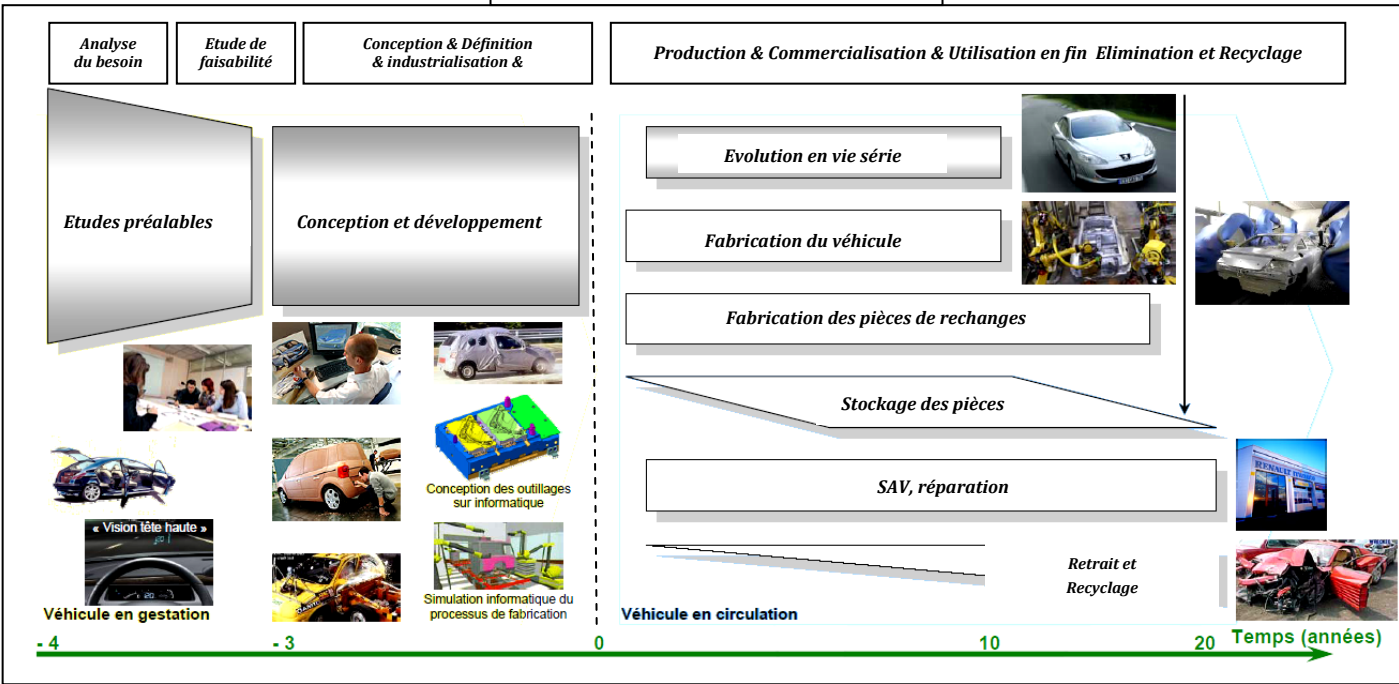 Analyse
du besoin
Etude de
faisabilité
Conception & Définition
& industrialisation &
Production & Commercialisation & Utilisation en fin  Elimination et Recyclage
Etudes préalables
Conception et développement
Evolution en vie série
Fabrication du véhicule
Fabrication des pièces de rechanges
Stockage des pièces
Conception des outillages
sur informatique
SAV, réparation
RENAULT
« Vision tête haute »
Simulation informatique du
processus de fabrication
Retrait et
Recyclage
Véhicule en gestation
Véhicule en circulation
- 4
- 3
0
10
20
Temps (années)